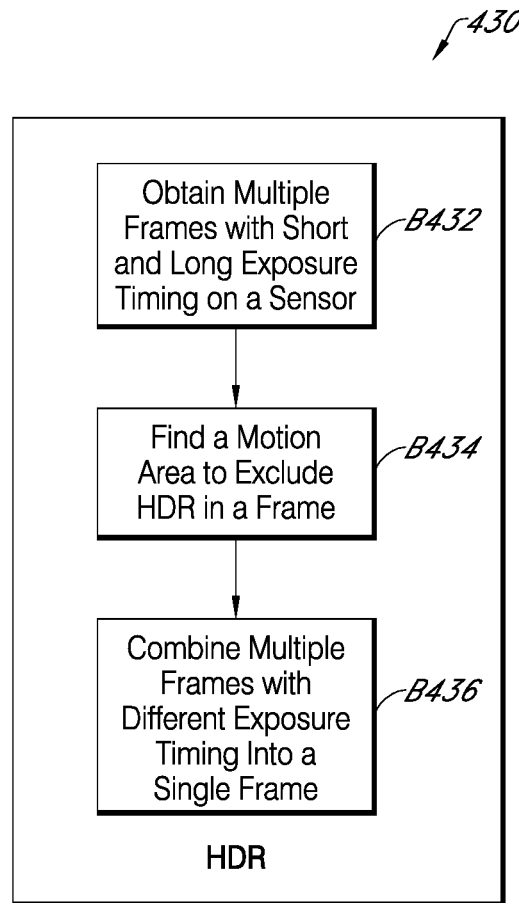 430
Obtain Multiple
Frames with Short
and Long Exposure
Timing on a Sensor
B432
Find a Motion
Area to Exclude
HDR in a Frame
B434
Combine Multiple
Frames with
Different Exposure
Timing Into a
Single Frame
B436
HDR